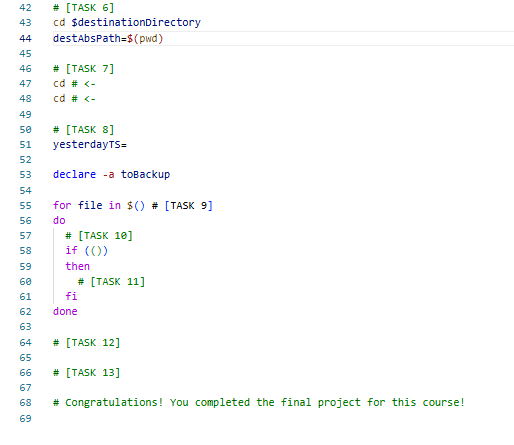 42 # [TASK 6]
43 cd $destinationDirectory
44 destAbsPath=$(pwd)
45
46 # [TASK 7]
47 cd # <-
48 cd # <-
49
50 # [TASK 8]
51 yesterdayTS=
52
53 declare -a toBackup
54
55 for file in $() # [TASK 9]
56 do
57 # [TASK 10]
58 if (())
59 then
60 # [TASK 11]
61 fi
62 done
63
64 # [TASK 12]
65
66 # [TASK 13]
67
68 # Congratulations! You completed the final project for this course!
69